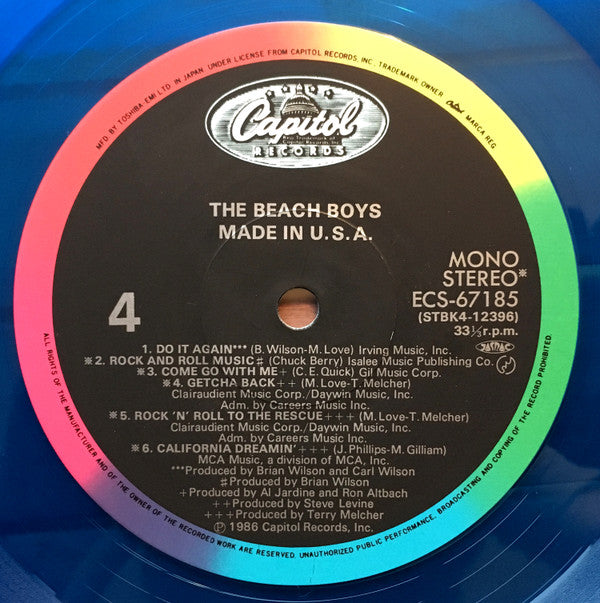 MFD. BY TOSHIBA-EMI LTD. IN JAPAN, UNDER LICENSE FROM CAPITOL RECORDS, INC., TRADEMARK OWNER Capitol MARCA REG.
Capitol
RECORDS
THE BEACH BOYS
MADE IN U.S.A.
MONO
STEREO※
4
ECS-67185
(STBK4-12396)
33⅓r.p.m.
JASRAC
1. DO IT AGAIN*** (B. Wilson-M. Love) Irving Music, Inc.
※2. ROCK AND ROLL MUSIC♯ (Chuck Berry) Isalee Music Publishing Co.
※3. COME GO WITH ME+ (C.E. Quick) Gil Music Corp.
※4. GETCHA BACK++ (M. Love-T. Melcher)
Clairaudient Music Corp./Daywin Music, Inc.
Adm. by Careers Music Inc.
※5. ROCK 'N' ROLL TO THE RESCUE+++ (M. Love-T. Melcher)
Clairaudient Music Corp./Daywin Music, Inc.
Adm. by Careers Music Inc.
※6. CALIFORNIA DREAMIN'+++ (J. Phillips-M. Gilliam)
MCA Music, a division of MCA, Inc.
***Produced by Brian Wilson and Carl Wilson
♯Produced by Brian Wilson
+Produced by Al Jardine and Ron Altbach
++Produced by Steve Levine
+++Produced by Terry Melcher
℗1986 Capitol Records, Inc.
ALL RIGHTS OF THE MANUFACTURER AND OF THE OWNER OF THE RECORDED WORK ARE RESERVED. UNAUTHORIZED PUBLIC PERFORMANCE, BROADCASTING AND COPYING OF THE RECORD PROHIBITED.